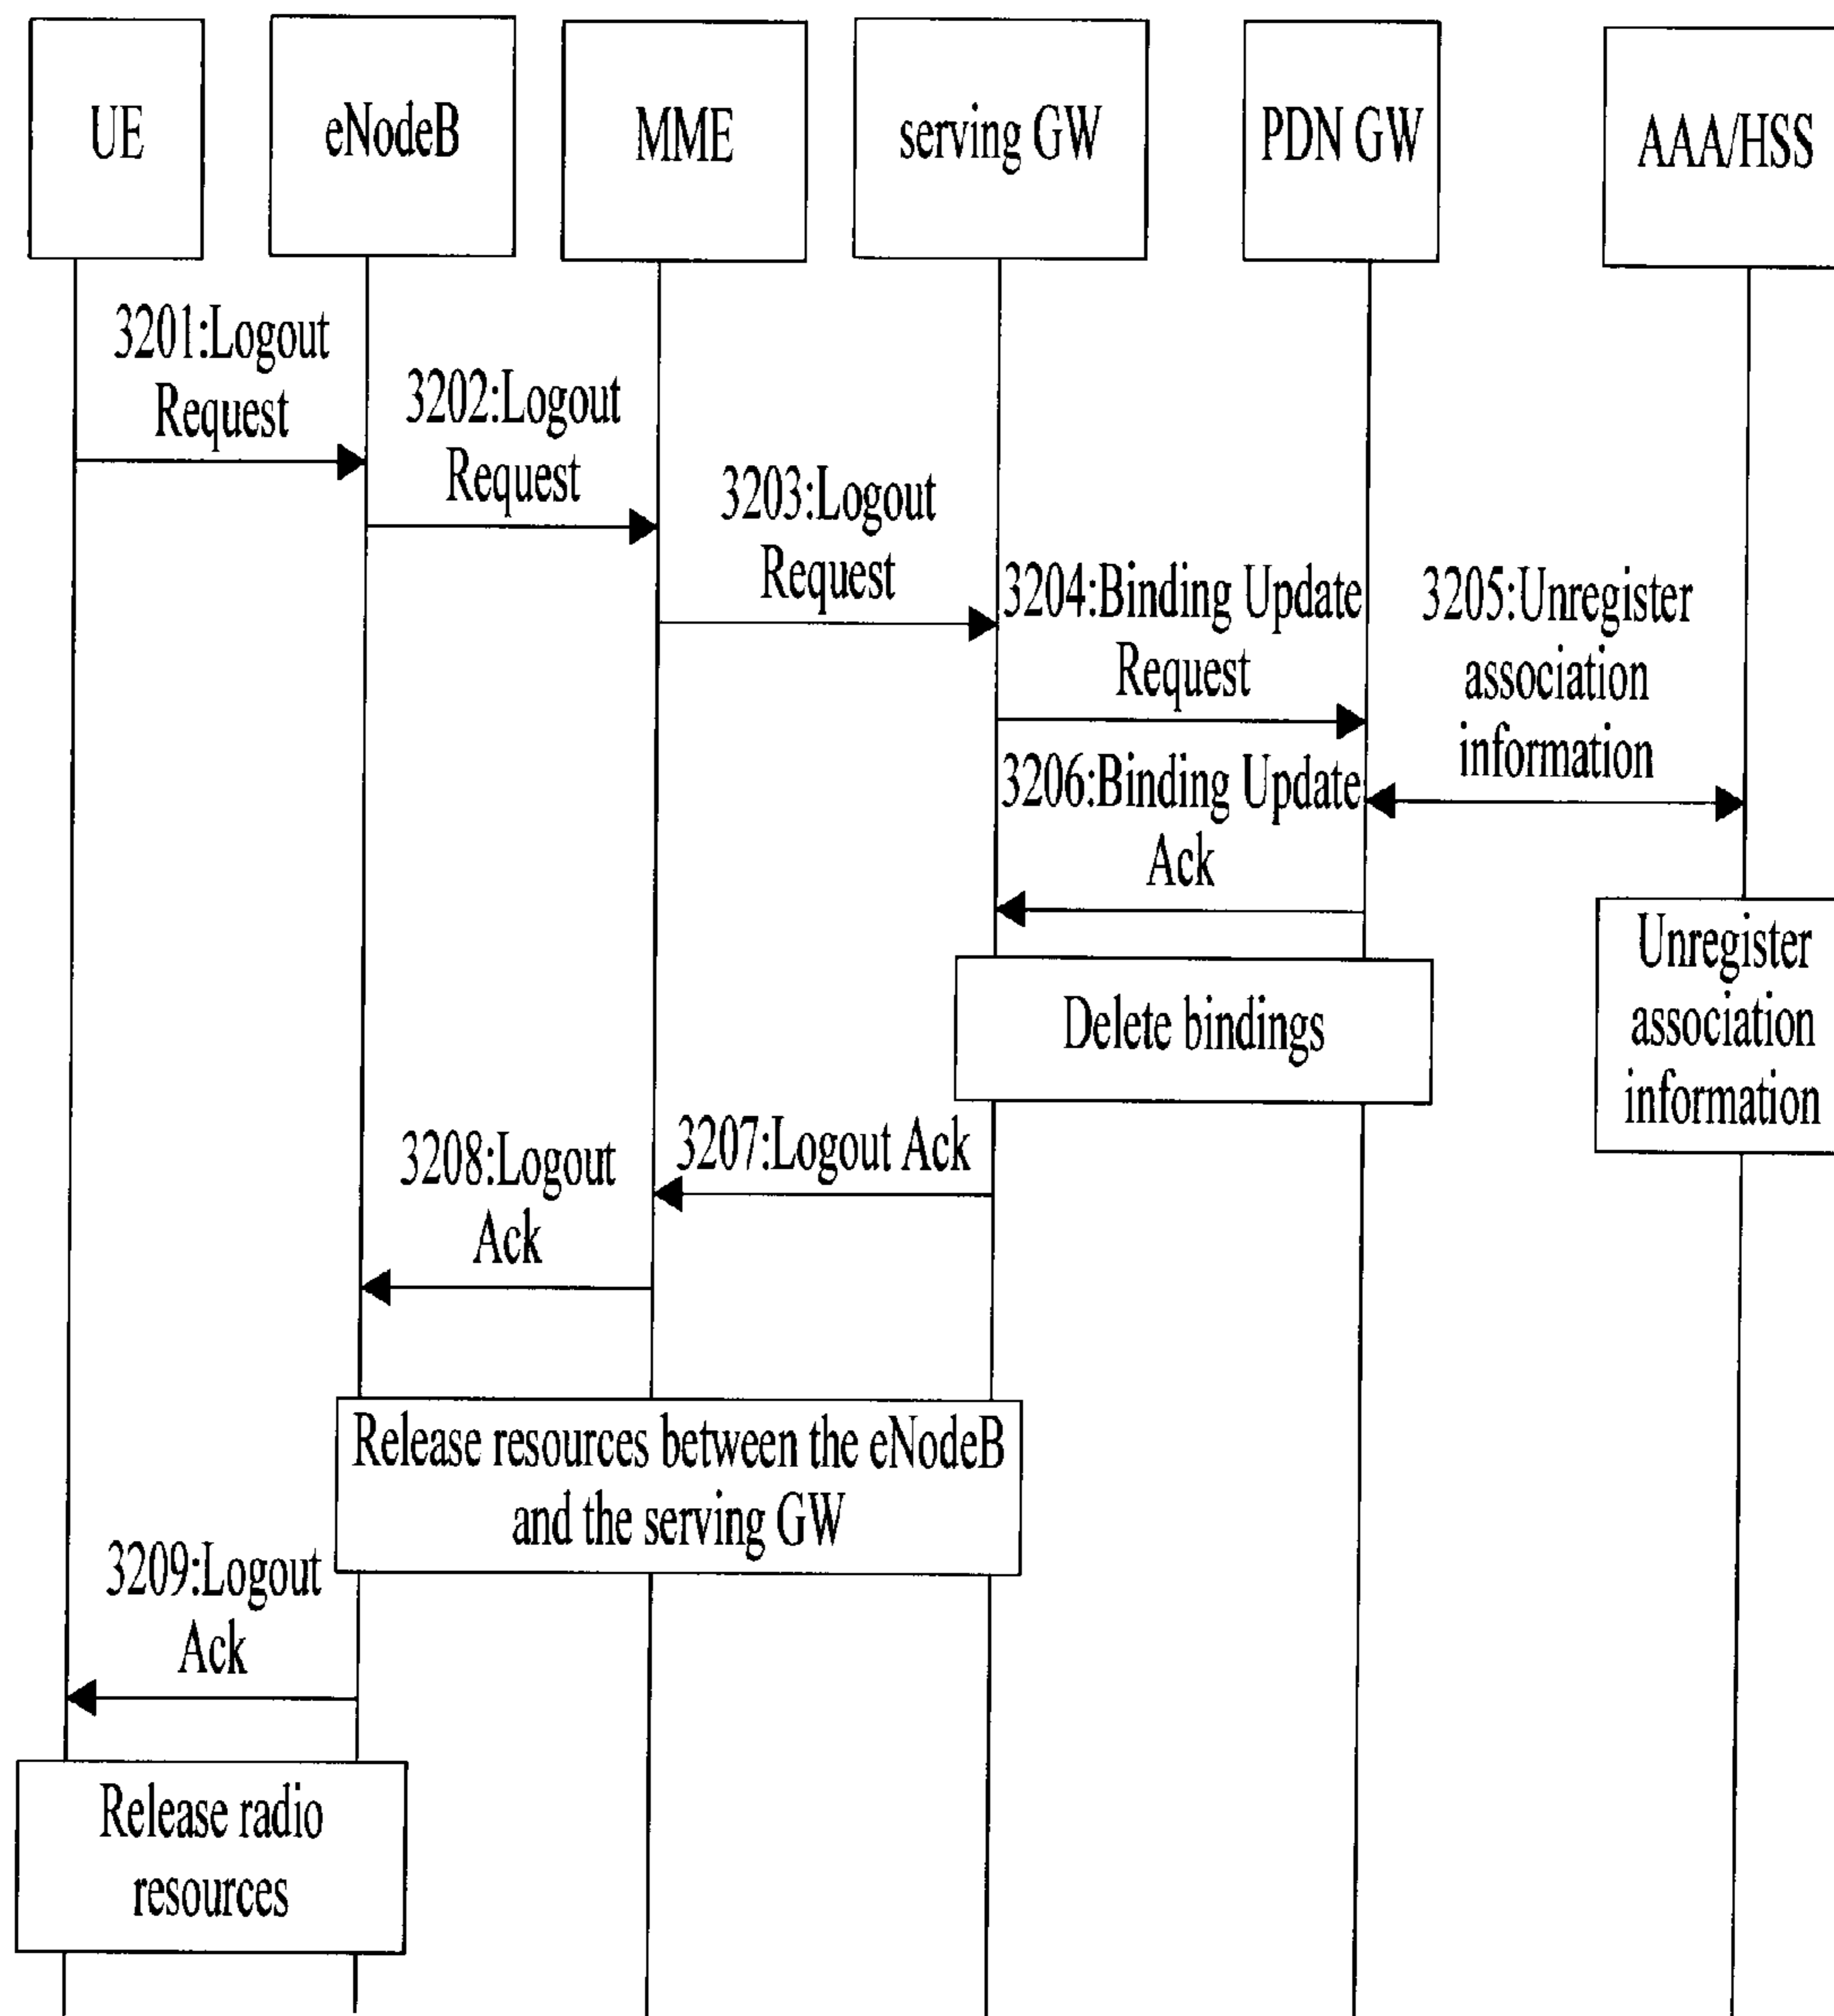 UE
eNodeB
MME
serving GW
PDN GW
AAA/HSS
3201:Logout
Request
3202:Logout
Request
3203:Logout
Request
3204:Binding Update
Request
3205:Unregister
association
information
3206:Binding Update
Ack
Unregister
association
information
Delete bindings
3207:Logout Ack
3208:Logout
Ack
Release resources between the eNodeB
and the serving GW
3209:Logout
Ack
Release radio
resources